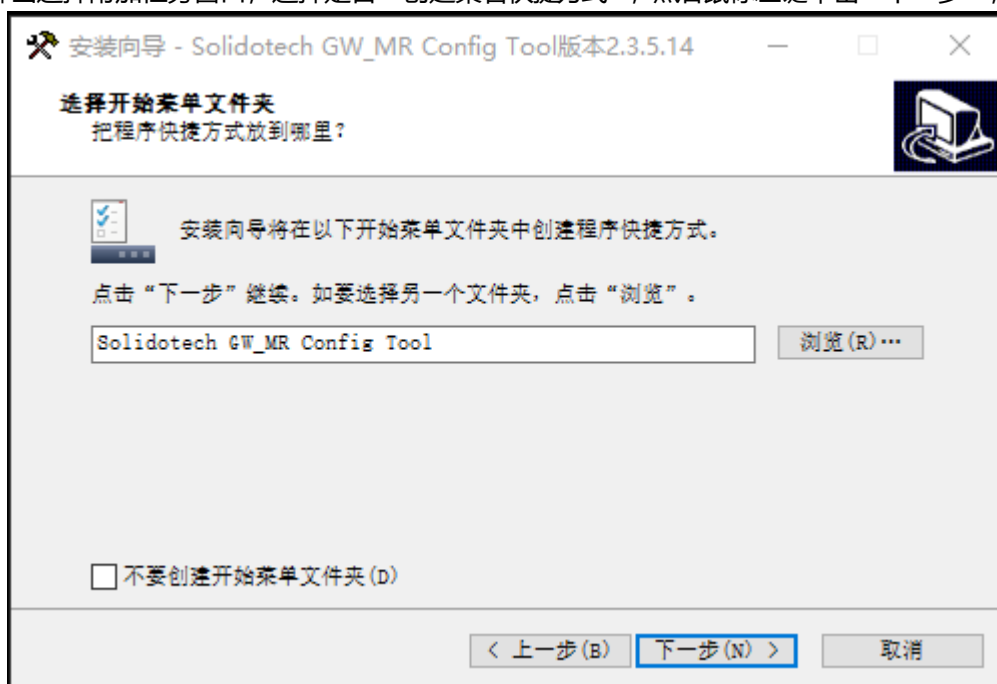 安装向导 - Solidotech GW_MR Config Tool版本2.3.5.14
选择开始菜单文件夹
把程序快捷方式放到哪里?
安装向导将在以下开始菜单文件夹中创建程序快捷方式。
点击“下一步”继续。如要选择另一个文件夹，点击“浏览”。
Solidotech GW_MR Config Tool
浏览(R)…
不要创建开始菜单文件夹(D)
< 上一步(B)
下一步(N) >
取消